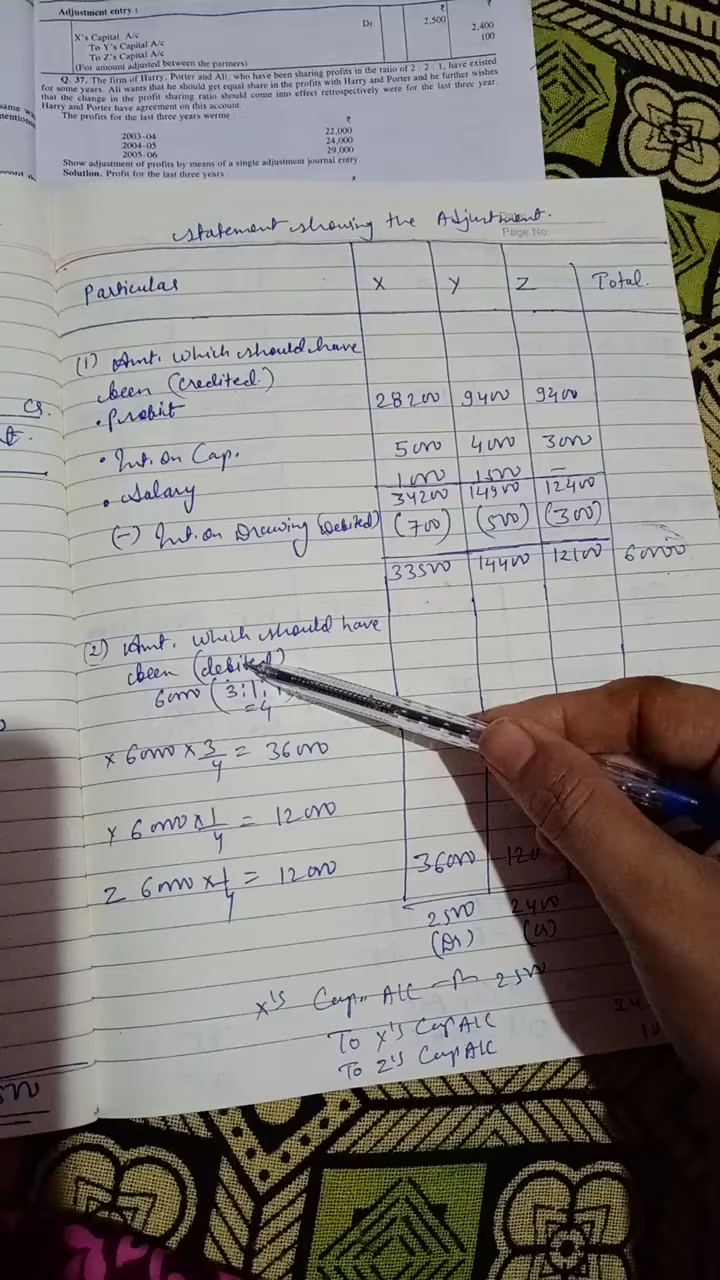 Adjustment entry :
₹ ₹
X's Capital A/c Dr 2,500
To Y's Capital A/c 2,400
To Z's Capital A/c 100
(For amount adjusted between the partners)
Q. 37. The firm of Harry, Porter and Ali, who have been sharing profits in the ratio of 2 : 2 : 1, have existed
for some years. Ali wants that he should get equal share in the profits with Harry and Porter and he further wishes
that the change in the profit sharing ratio should come into effect retrospectively were for the last three year.
Harry and Porter have agreement on this account.
The profits for the last three years werme :
₹
2003-04 22,000
2004-05 24,000
2005-06 29,000
Show adjustment of profits by means of a single adjustment journal entry.
Solution. Profit for the last three years :
same
Statement showing the Adjustment.
Page No:
Particulas X Y Z Total.
(1) Amt. which should have
been (credited.)
• Profit 28200 9400 9400
• Int. on Cap. 5000 4000 3000
• Salary 1000 1500 –
34200 14900 12400
(-) Int. on Drawing (Debited) (700) (500) (300)
33500 14400 12100 60000
(2) Amt. which should have
been (debited)
6000 (3:1:
=4
x 6000 x 3/4 = 36000
Y 6000 x 1/4 = 12000
Z 6000 x 1/4 = 12000
36000
2500 2400
(Dr) (Cr)
X's Cap. A/C - Dr 2500
To Y's Cap A/C
To Z's Cap A/C